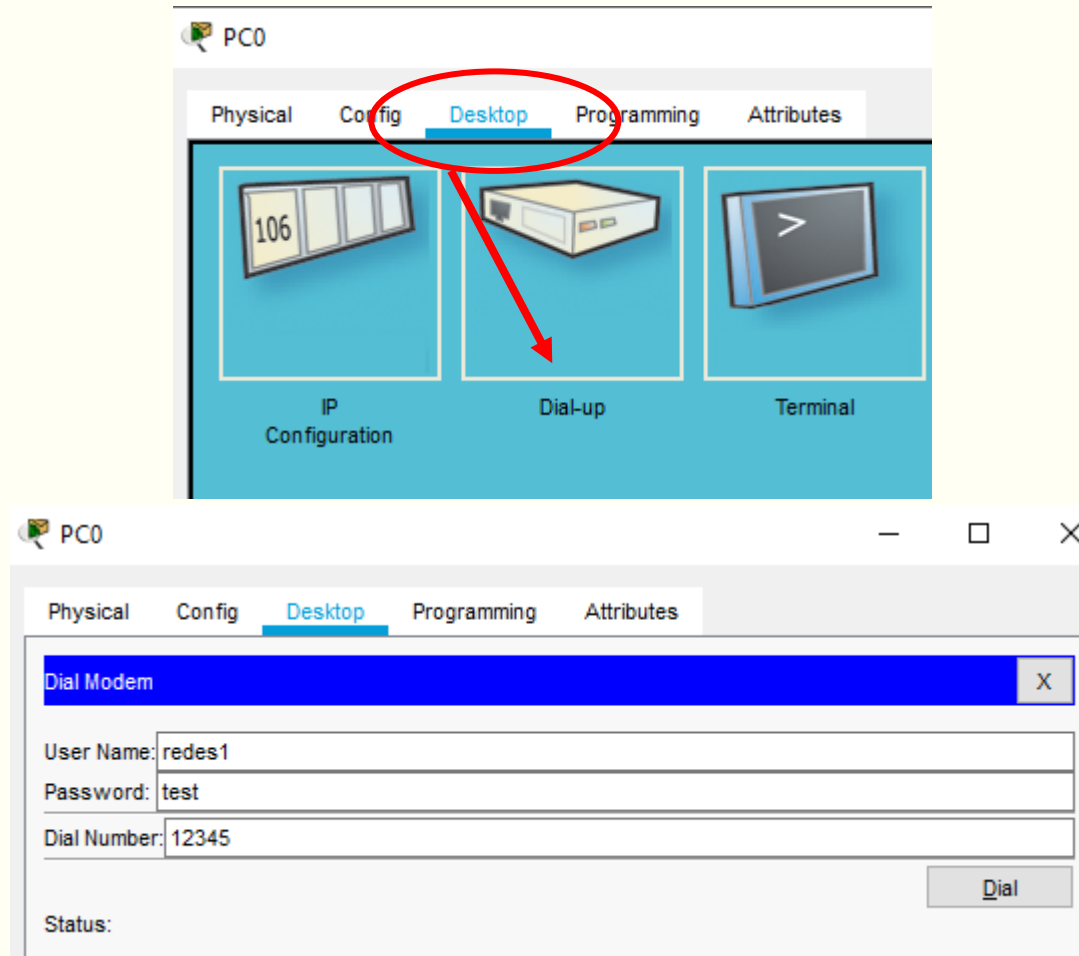 PC0
Physical Config Desktop Programming Attributes
106
>
IP
Configuration
Dial-up
Terminal
PC0
Physical Config Desktop Programming Attributes
Dial Modem X
User Name: redes1
Password: test
Dial Number: 12345
Dial
Status: